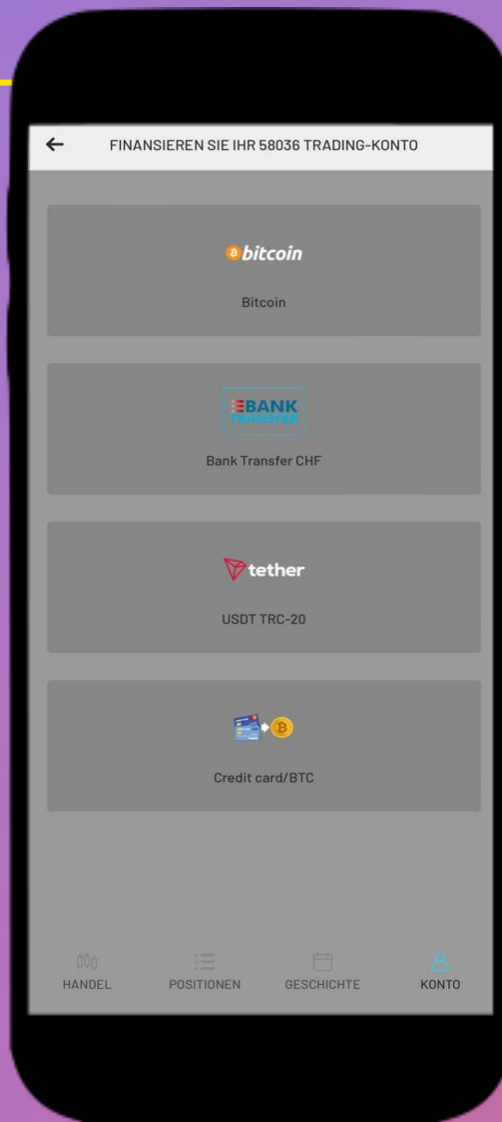 FINANSIEREN SIE IHR 58036 TRADING-KONTO
bitcoin
Bitcoin
BANK
TRANSFER
Bank Transfer CHF
tether
USDT TRC-20
Credit card/BTC
HANDEL POSITIONEN GESCHICHTE KONTO